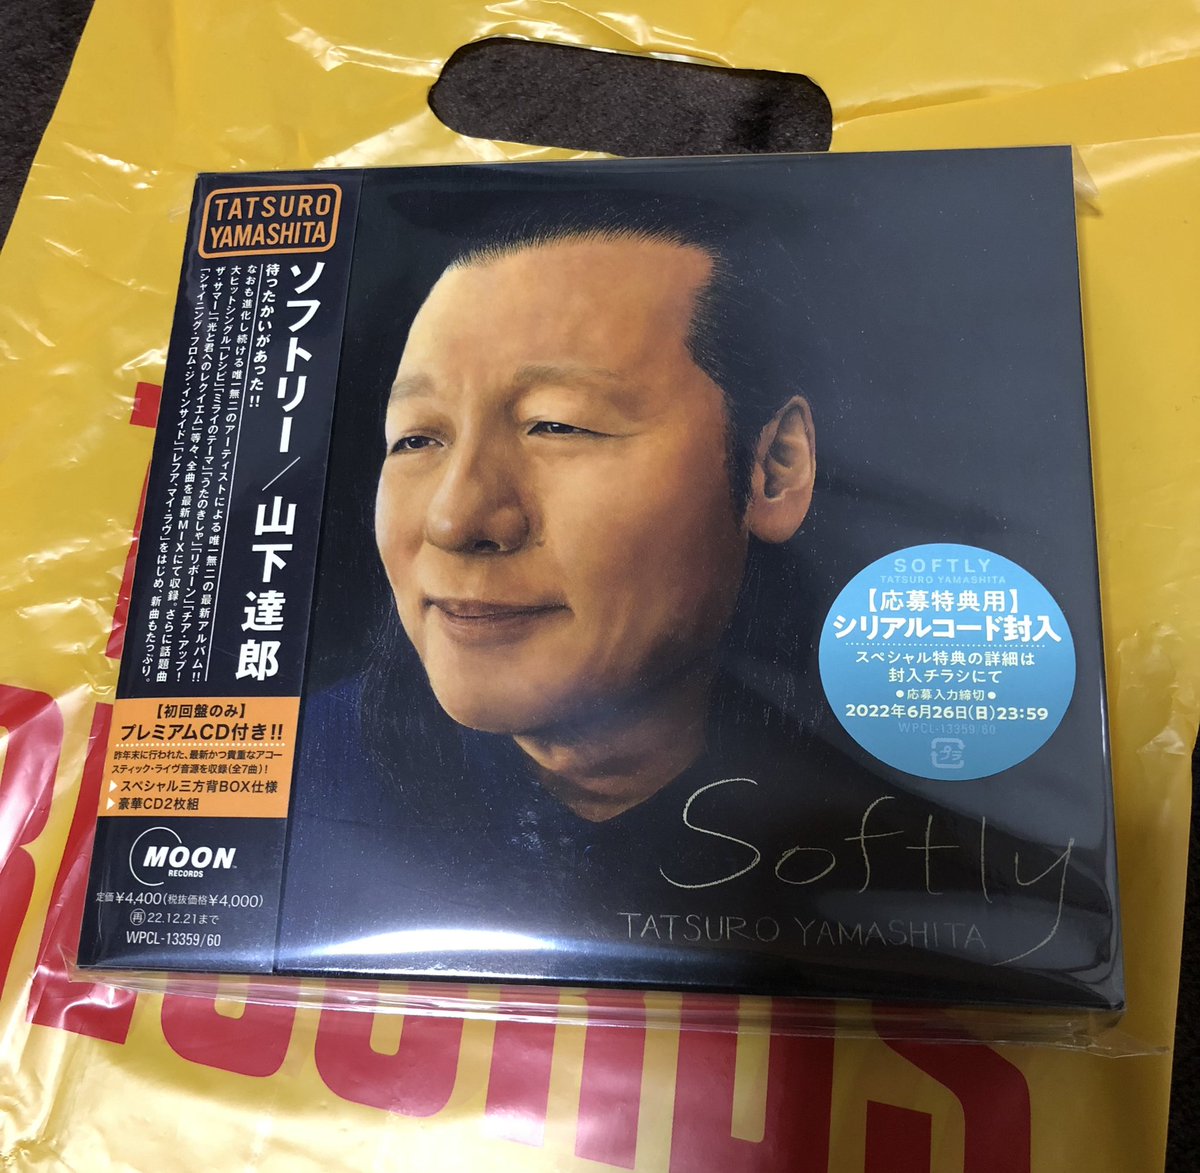 TATSURO
YAMASHITA
ソフトリー/山下達郎
待ったかいがあった!!
なおも進化し続ける唯一無二のアーティストによる唯一無二の最新アルバム!!
大ヒットシングル「レシピ」「ミライのテーマ」「うたのきしゃ」「リボーン」「チア・アップ!
ザ・サマー」「光と君へのレクイエム」等々、全曲を最新MIXにて収録。さらに話題曲
「シャイニング・フロム・ジ・インサイド」「レフア、マイ・ラヴ」をはじめ、新曲もたっぷり。
【初回盤のみ】
プレミアムCD付き!!
昨年末に行われた、最新かつ貴重なアコー
スティック・ライヴ音源を収録(全7曲)!
▶スペシャル三方背BOX仕様
▶豪華CD2枚組
MOON
RECORDS
定価¥4,400(税抜価格¥4,000)
再 22.12.21まで
WPCL-13359/60
SOFTLY
TATSURO YAMASHITA
【応募特典用】
シリアルコード封入
スペシャル特典の詳細は
封入チラシにて
●応募入力締切●
2022年6月26日(日)23:59
WPCL-13359/60
プラ
Softly
TATSURO YAMASHITA